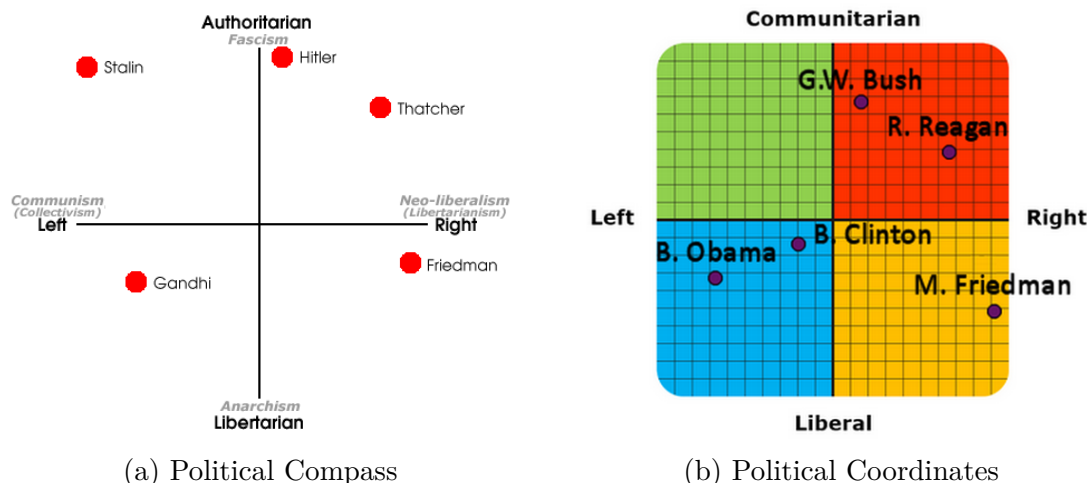 Authoritarian
Fascism
Stalin
Hitler
Thatcher
Communism
(Collectivism)
Left
Neo-liberalism
(Libertarianism)
Right
Gandhi
Friedman
Anarchism
Libertarian
(a) Political Compass
Communitarian
G.W. Bush
R. Reagan
Left
Right
B. Clinton
B. Obama
M. Friedman
Liberal
(b) Political Coordinates